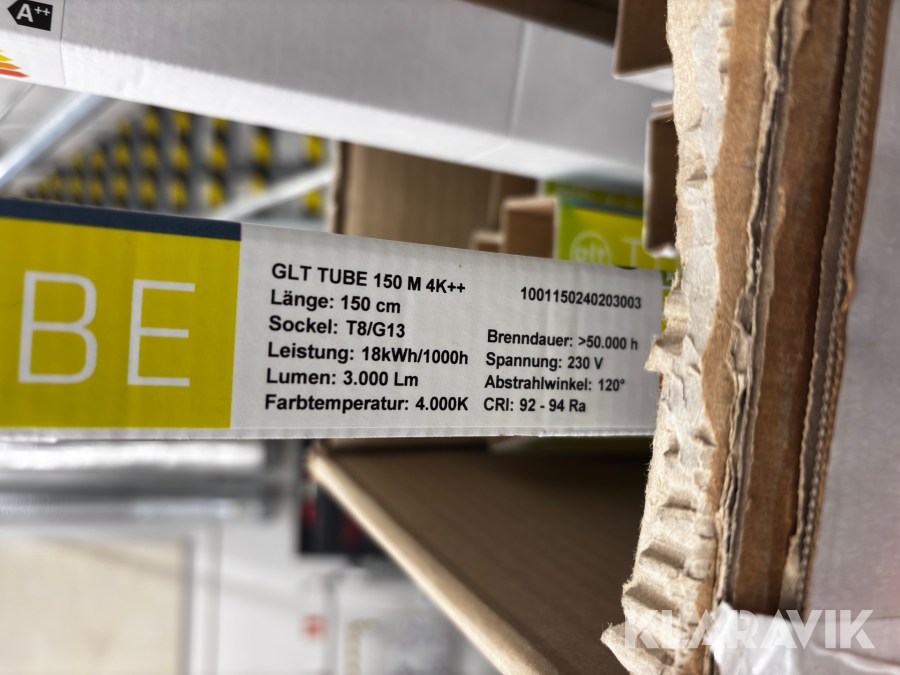 A++
glt T
BE
GLT TUBE 150 M 4K++
Länge: 150 cm
Sockel: T8/G13
Leistung: 18kWh/1000h
Lumen: 3.000 Lm
Farbtemperatur: 4.000K
1001150240203003
Brenndauer: >50.000 h
Spannung: 230 V
Abstrahlwinkel: 120°
CRI: 92 - 94 Ra
KLARAVIK